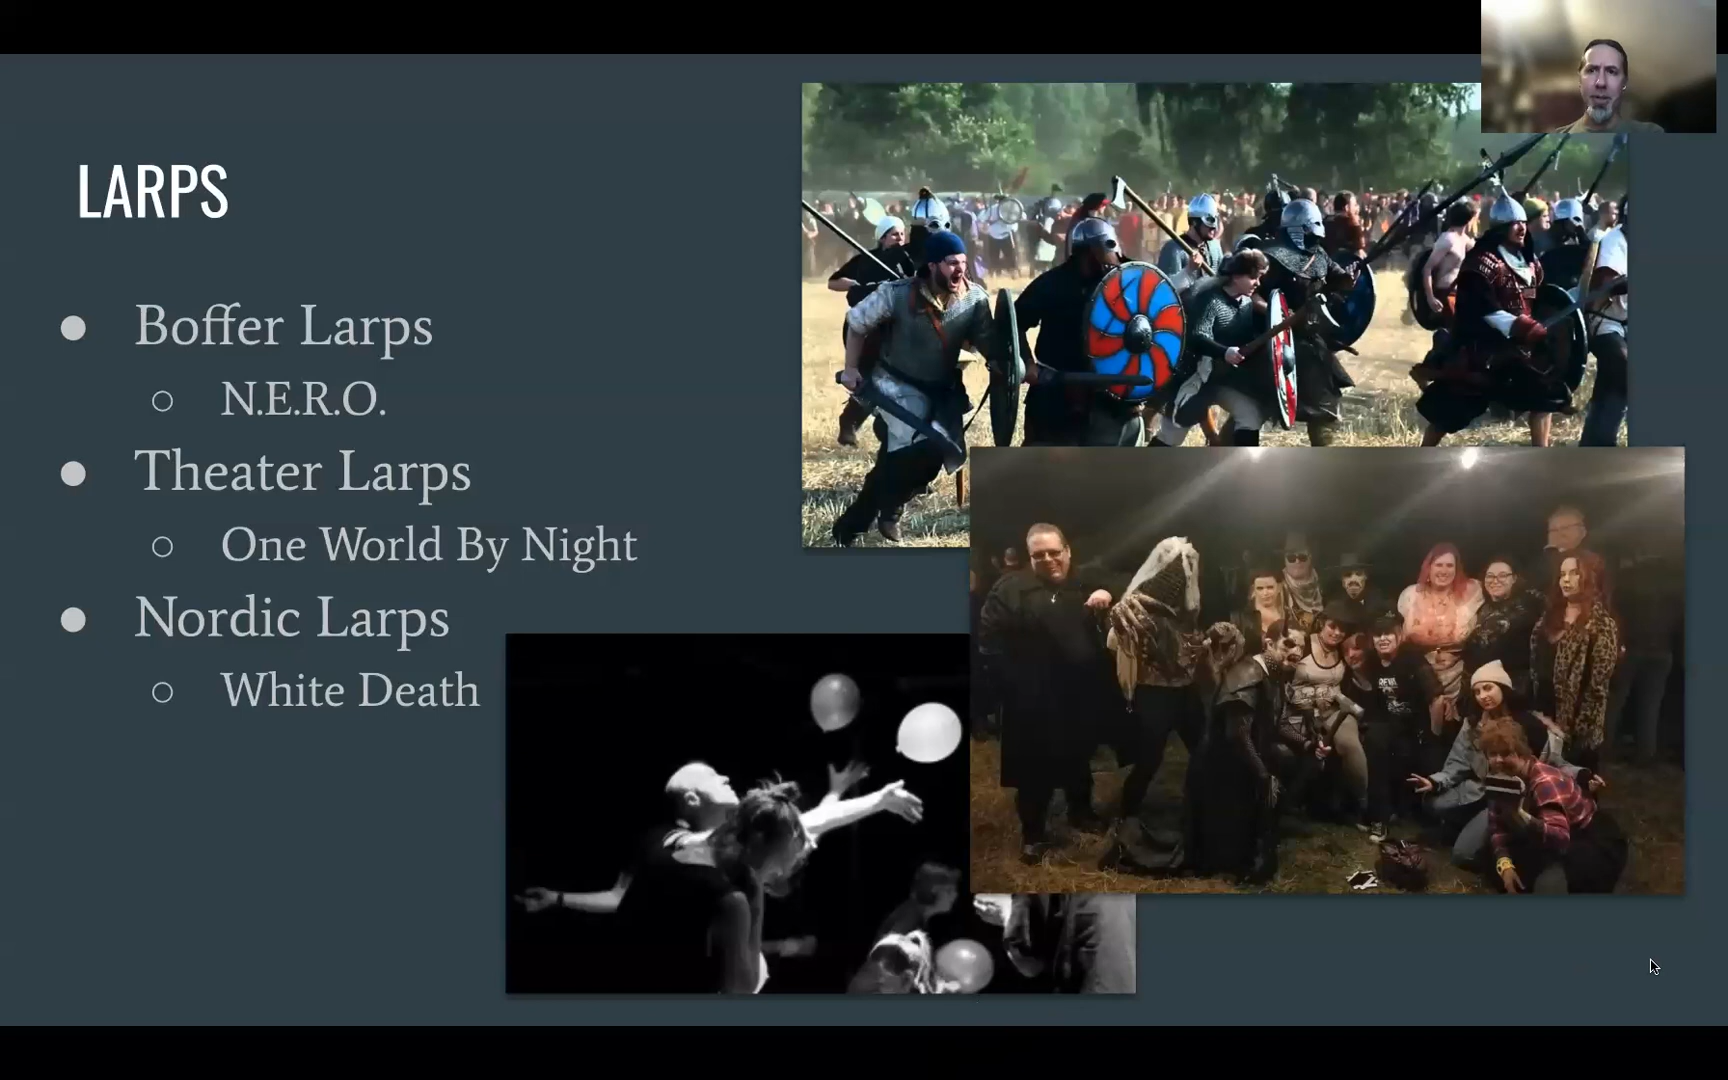 LARPS
● Boffer Larps
○ N.E.R.O.
● Theater Larps
○ One World By Night
● Nordic Larps
○ White Death